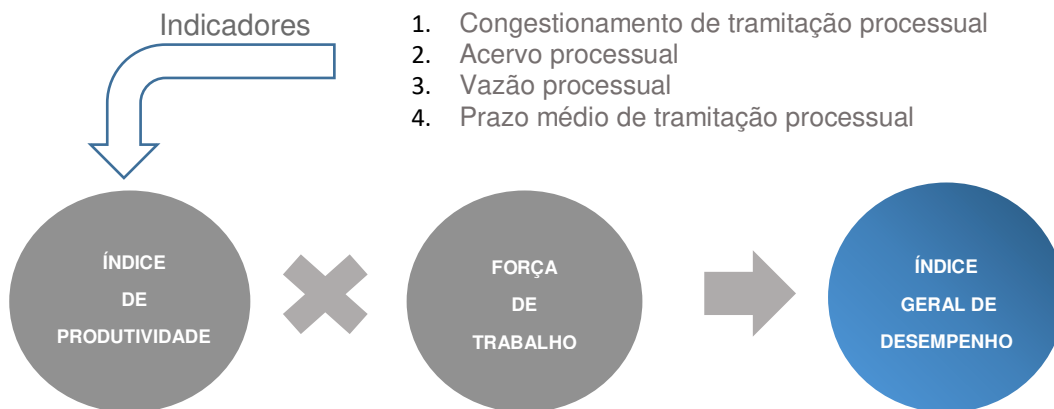 Indicadores
1. Congestionamento de tramitação processual
2. Acervo processual
3. Vazão processual
4. Prazo médio de tramitação processual
ÍNDICE
DE
PRODUTIVIDADE
FORÇA
DE
TRABALHO
ÍNDICE
GERAL DE
DESEMPENHO